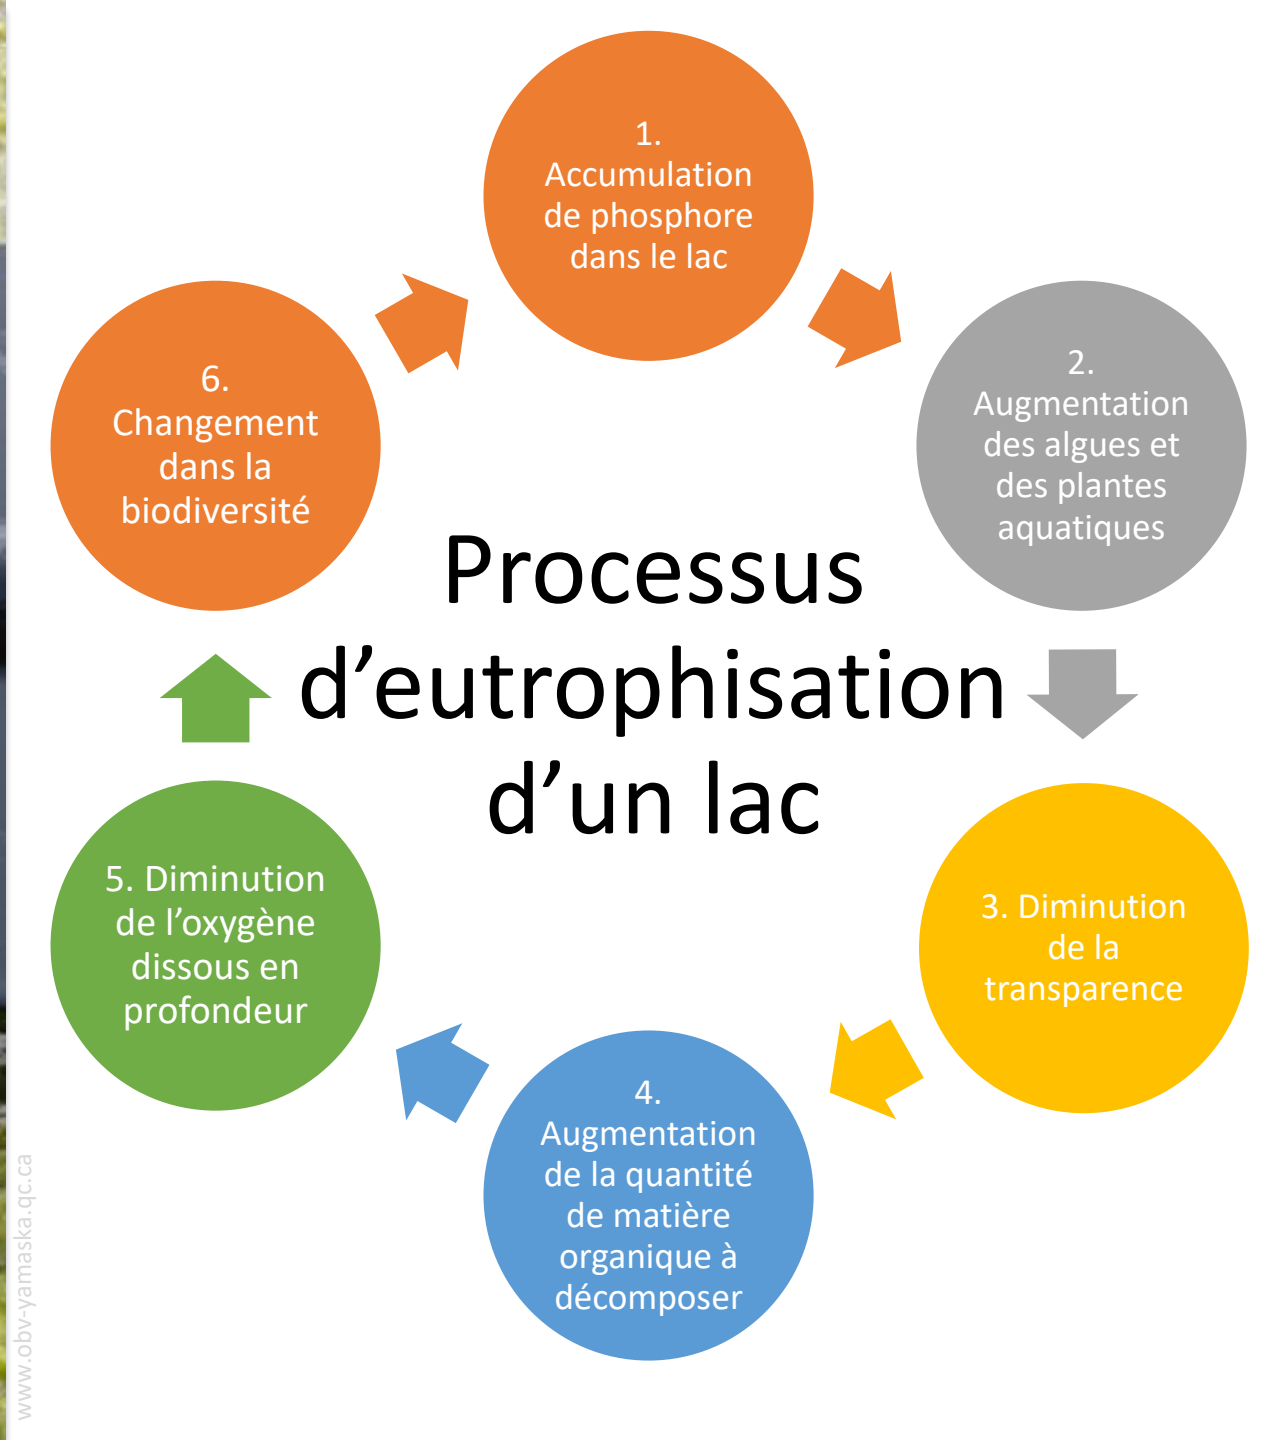 1.
Accumulation
de phosphore
dans le lac
2.
Augmentation
des algues et
des plantes
aquatiques
3. Diminution
de la
transparence
4.
Augmentation
de la quantité
de matière
organique à
décomposer
5. Diminution
de l’oxygène
dissous en
profondeur
6.
Changement
dans la
biodiversité
Processus
d’eutrophisation
d’un lac
www.obv-yamaska.qc.ca